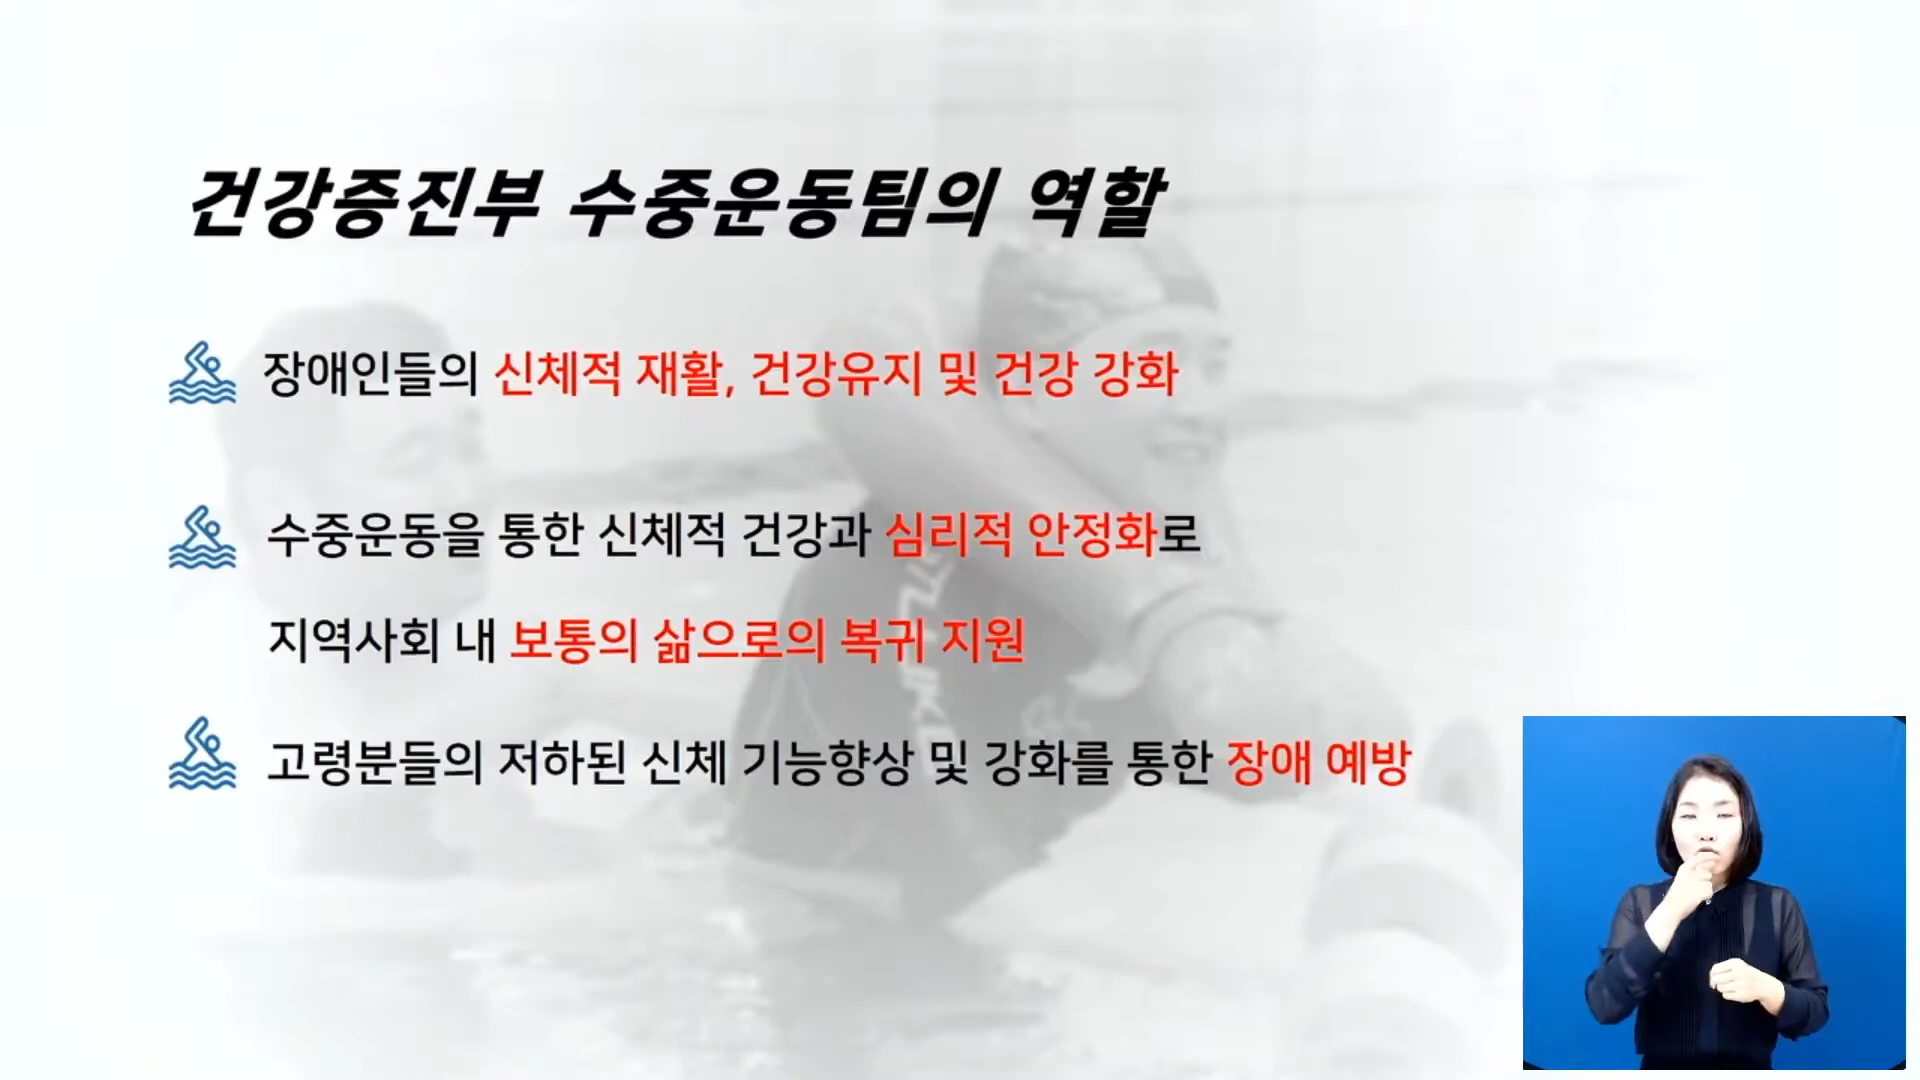 건강증진부 수중운동팀의 역할
장애인들의 신체적 재활, 건강유지 및 건강 강화
수중운동을 통한 신체적 건강과 심리적 안정화로
지역사회 내 보통의 삶으로의 복귀 지원
고령분들의 저하된 신체 기능향상 및 강화를 통한 장애 예방